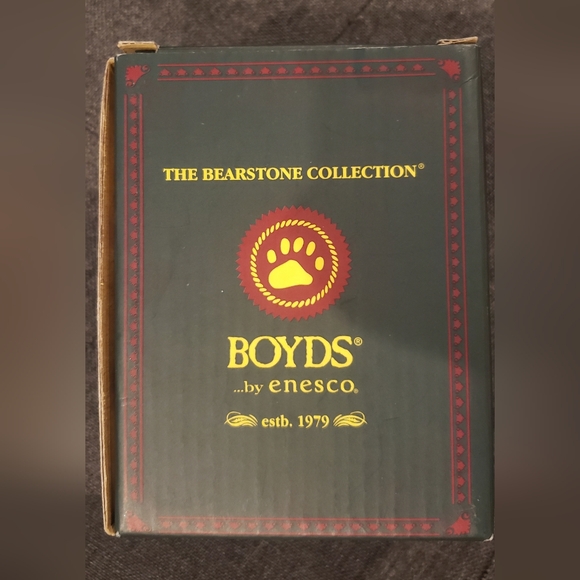 THE BEARSTONE COLLECTION®
BOYDS®
...by enesco®
estb. 1979